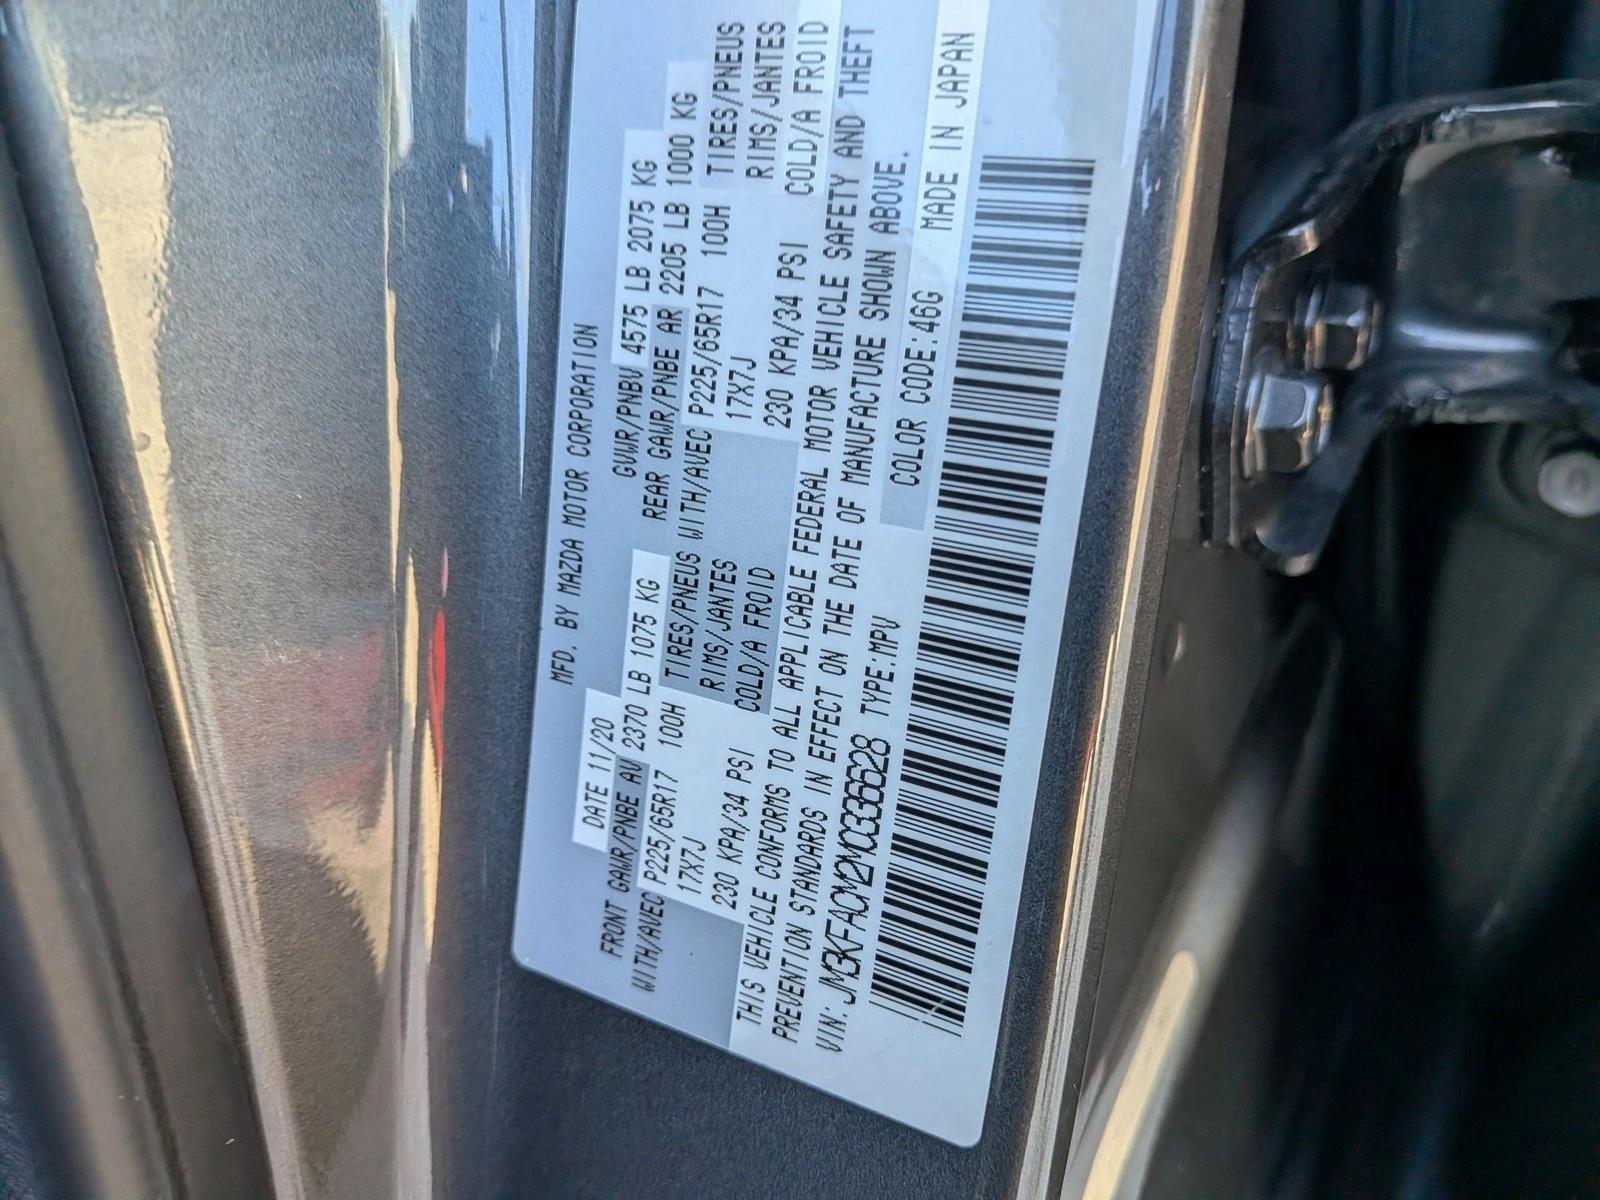 MFD. BY MAZDA MOTOR CORPORATION
DATE 11/20 GVWR/PNBV 4575 LB 2075 KG
FRONT GAWR/PNBE AV 2370 LB 1075 KG REAR GAWR/PNBE AR 2205 LB 1000 KG
WITH/AVEC P225/65R17 100H TIRES/PNEUS WITH/AVEC P225/65R17 100H TIRES/PNEUS
17X7J RIMS/JANTES 17X7J RIMS/JANTES
230 KPA/34 PSI COLD/A FROID 230 KPA/34 PSI COLD/A FROID
THIS VEHICLE CONFORMS TO ALL APPLICABLE FEDERAL MOTOR VEHICLE SAFETY AND THEFT
PREVENTION STANDARDS IN EFFECT ON THE DATE OF MANUFACTURE SHOWN ABOVE.
VIN: JM3KFACM2M0336628 TYPE:MPV COLOR CODE:46G MADE IN JAPAN